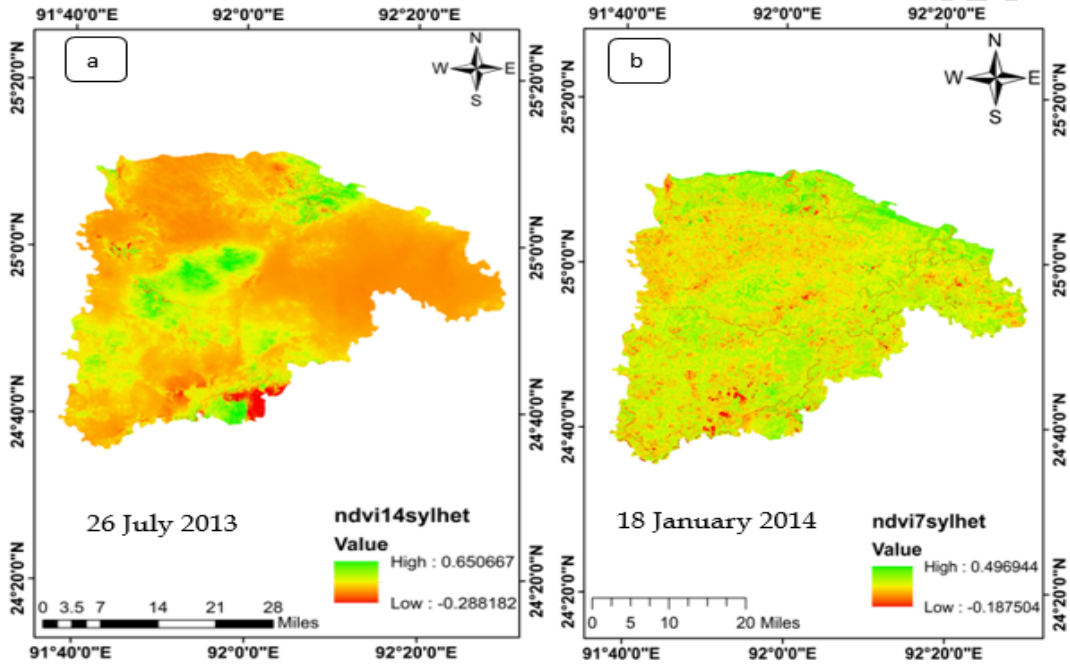 91°40'0"E 92°0'0"E 92°20'0"E
a
N
W E
S
25°20'0"N 25°20'0"N
25°0'0"N 25°0'0"N
24°40'0"N 24°40'0"N
26 July 2013
ndvi14sylhet
Value
High : 0.650667
Low : -0.288182
24°20'0"N 24°20'0"N
0 3.5 7 14 21 28
Miles
91°40'0"E 92°0'0"E 92°20'0"E
91°40'0"E 92°0'0"E 92°20'0"E
b
N
W E
S
25°20'0"N 25°20'0"N
25°0'0"N 25°0'0"N
24°40'0"N 24°40'0"N
18 January 2014
ndvi7sylhet
Value
High : 0.496944
Low : -0.187504
24°20'0"N 24°20'0"N
0 5 10 20 Miles
91°40'0"E 92°0'0"E 92°20'0"E